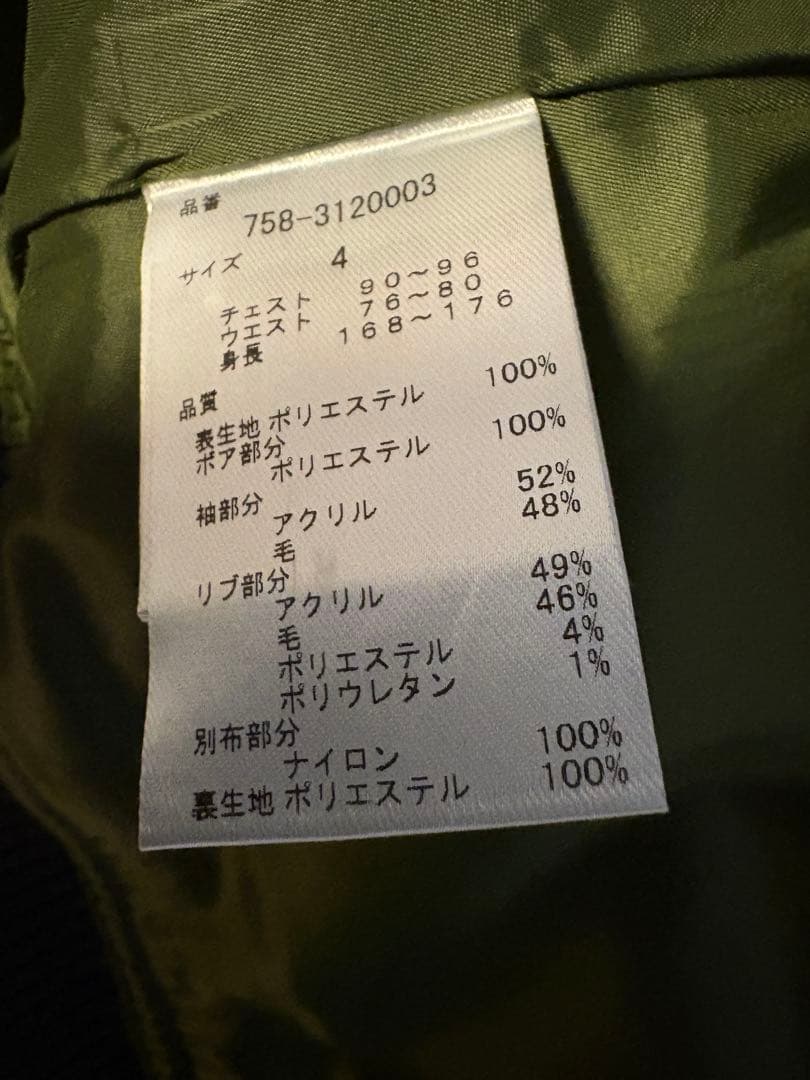 品番 758-3120003
サイズ 4
チェスト 90～96
ウエスト 76～80
身長 168～176
品質
表生地 ポリエステル 100%
ボア部分
ポリエステル 100%
袖部分
アクリル 52%
毛 48%
リブ部分
アクリル 49%
毛 46%
ポリエステル 4%
ポリウレタン 1%
別布部分
ナイロン 100%
裏生地 ポリエステル 100%